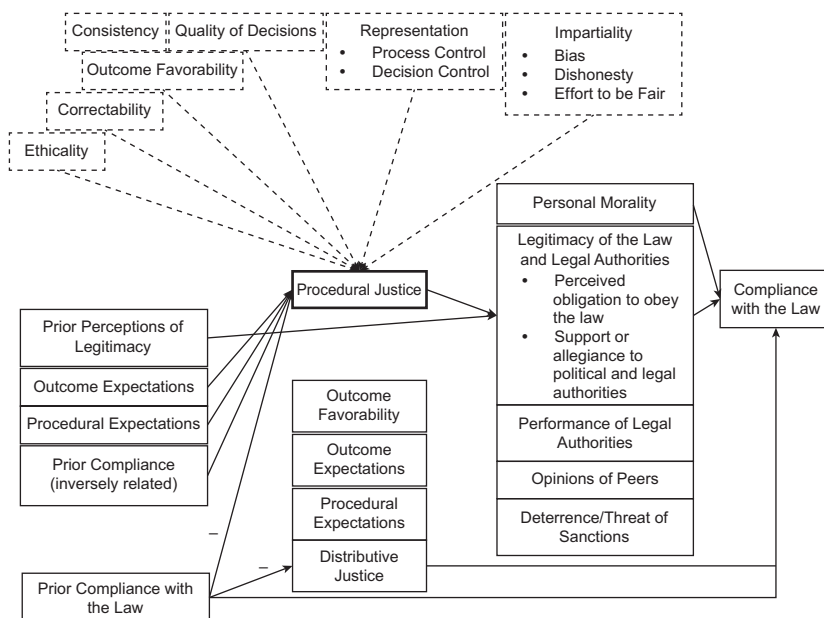 Consistency
Quality of Decisions
Outcome Favorability
Correctability
Ethicality
Representation
• Process Control
• Decision Control
Impartiality
• Bias
• Dishonesty
• Effort to be Fair
Procedural Justice
Prior Perceptions of
Legitimacy
Outcome Expectations
Procedural Expectations
Prior Compliance
(inversely related)
–
Prior Compliance with
the Law
–
Outcome
Favorability
Outcome
Expectations
Procedural
Expectations
Distributive
Justice
Personal Morality
Legitimacy of the Law
and Legal Authorities
• Perceived
obligation to obey
the law
• Support or
allegiance to
political and legal
authorities
Performance of Legal
Authorities
Opinions of Peers
Deterrence/Threat of
Sanctions
Compliance
with the Law